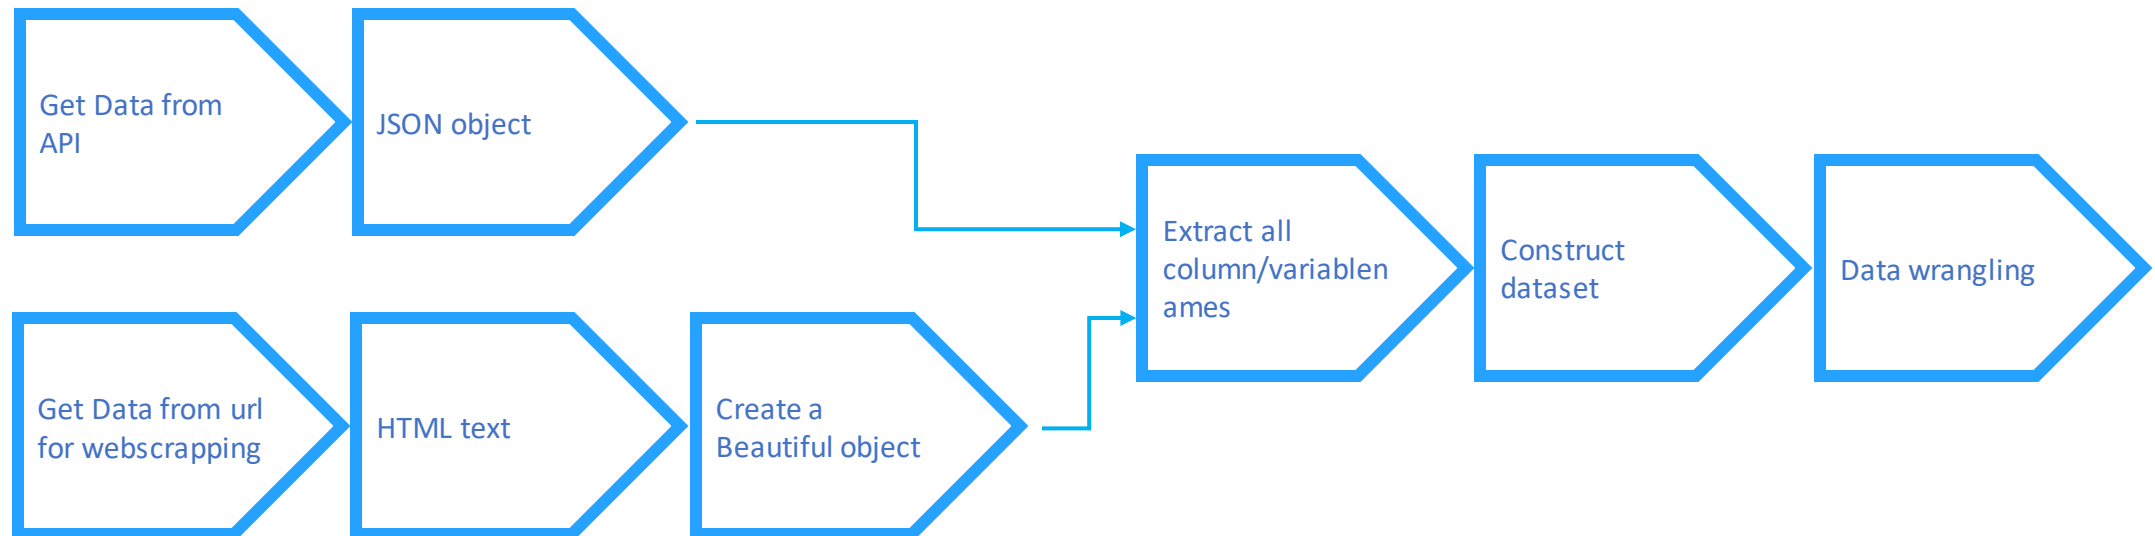 Get Data from
API
JSON object
Get Data from url
for webscrapping
HTML text
Create a
Beautiful object
Extract all
column/variablen
ames
Construct
dataset
Data wrangling